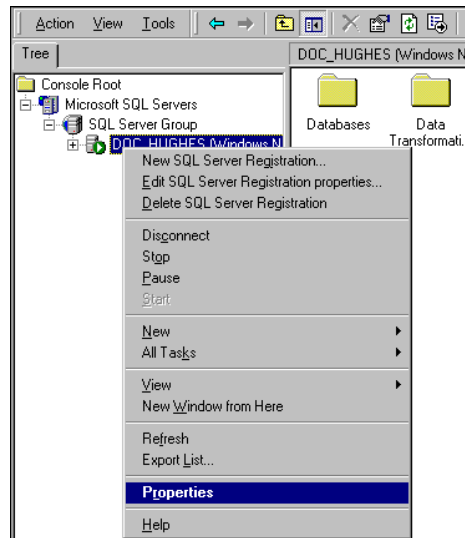 Action View Tools
Tree
DOC_HUGHES (Windows N
Console Root
Microsoft SQL Servers
SQL Server Group
DOC_HUGHES (Windows N
Databases
Data
Transformati.
New SQL Server Registration...
Edit SQL Server Registration properties...
Delete SQL Server Registration
Disconnect
Stop
Pause
Start
New
All Tasks
View
New Window from Here
Refresh
Export List...
Properties
Help